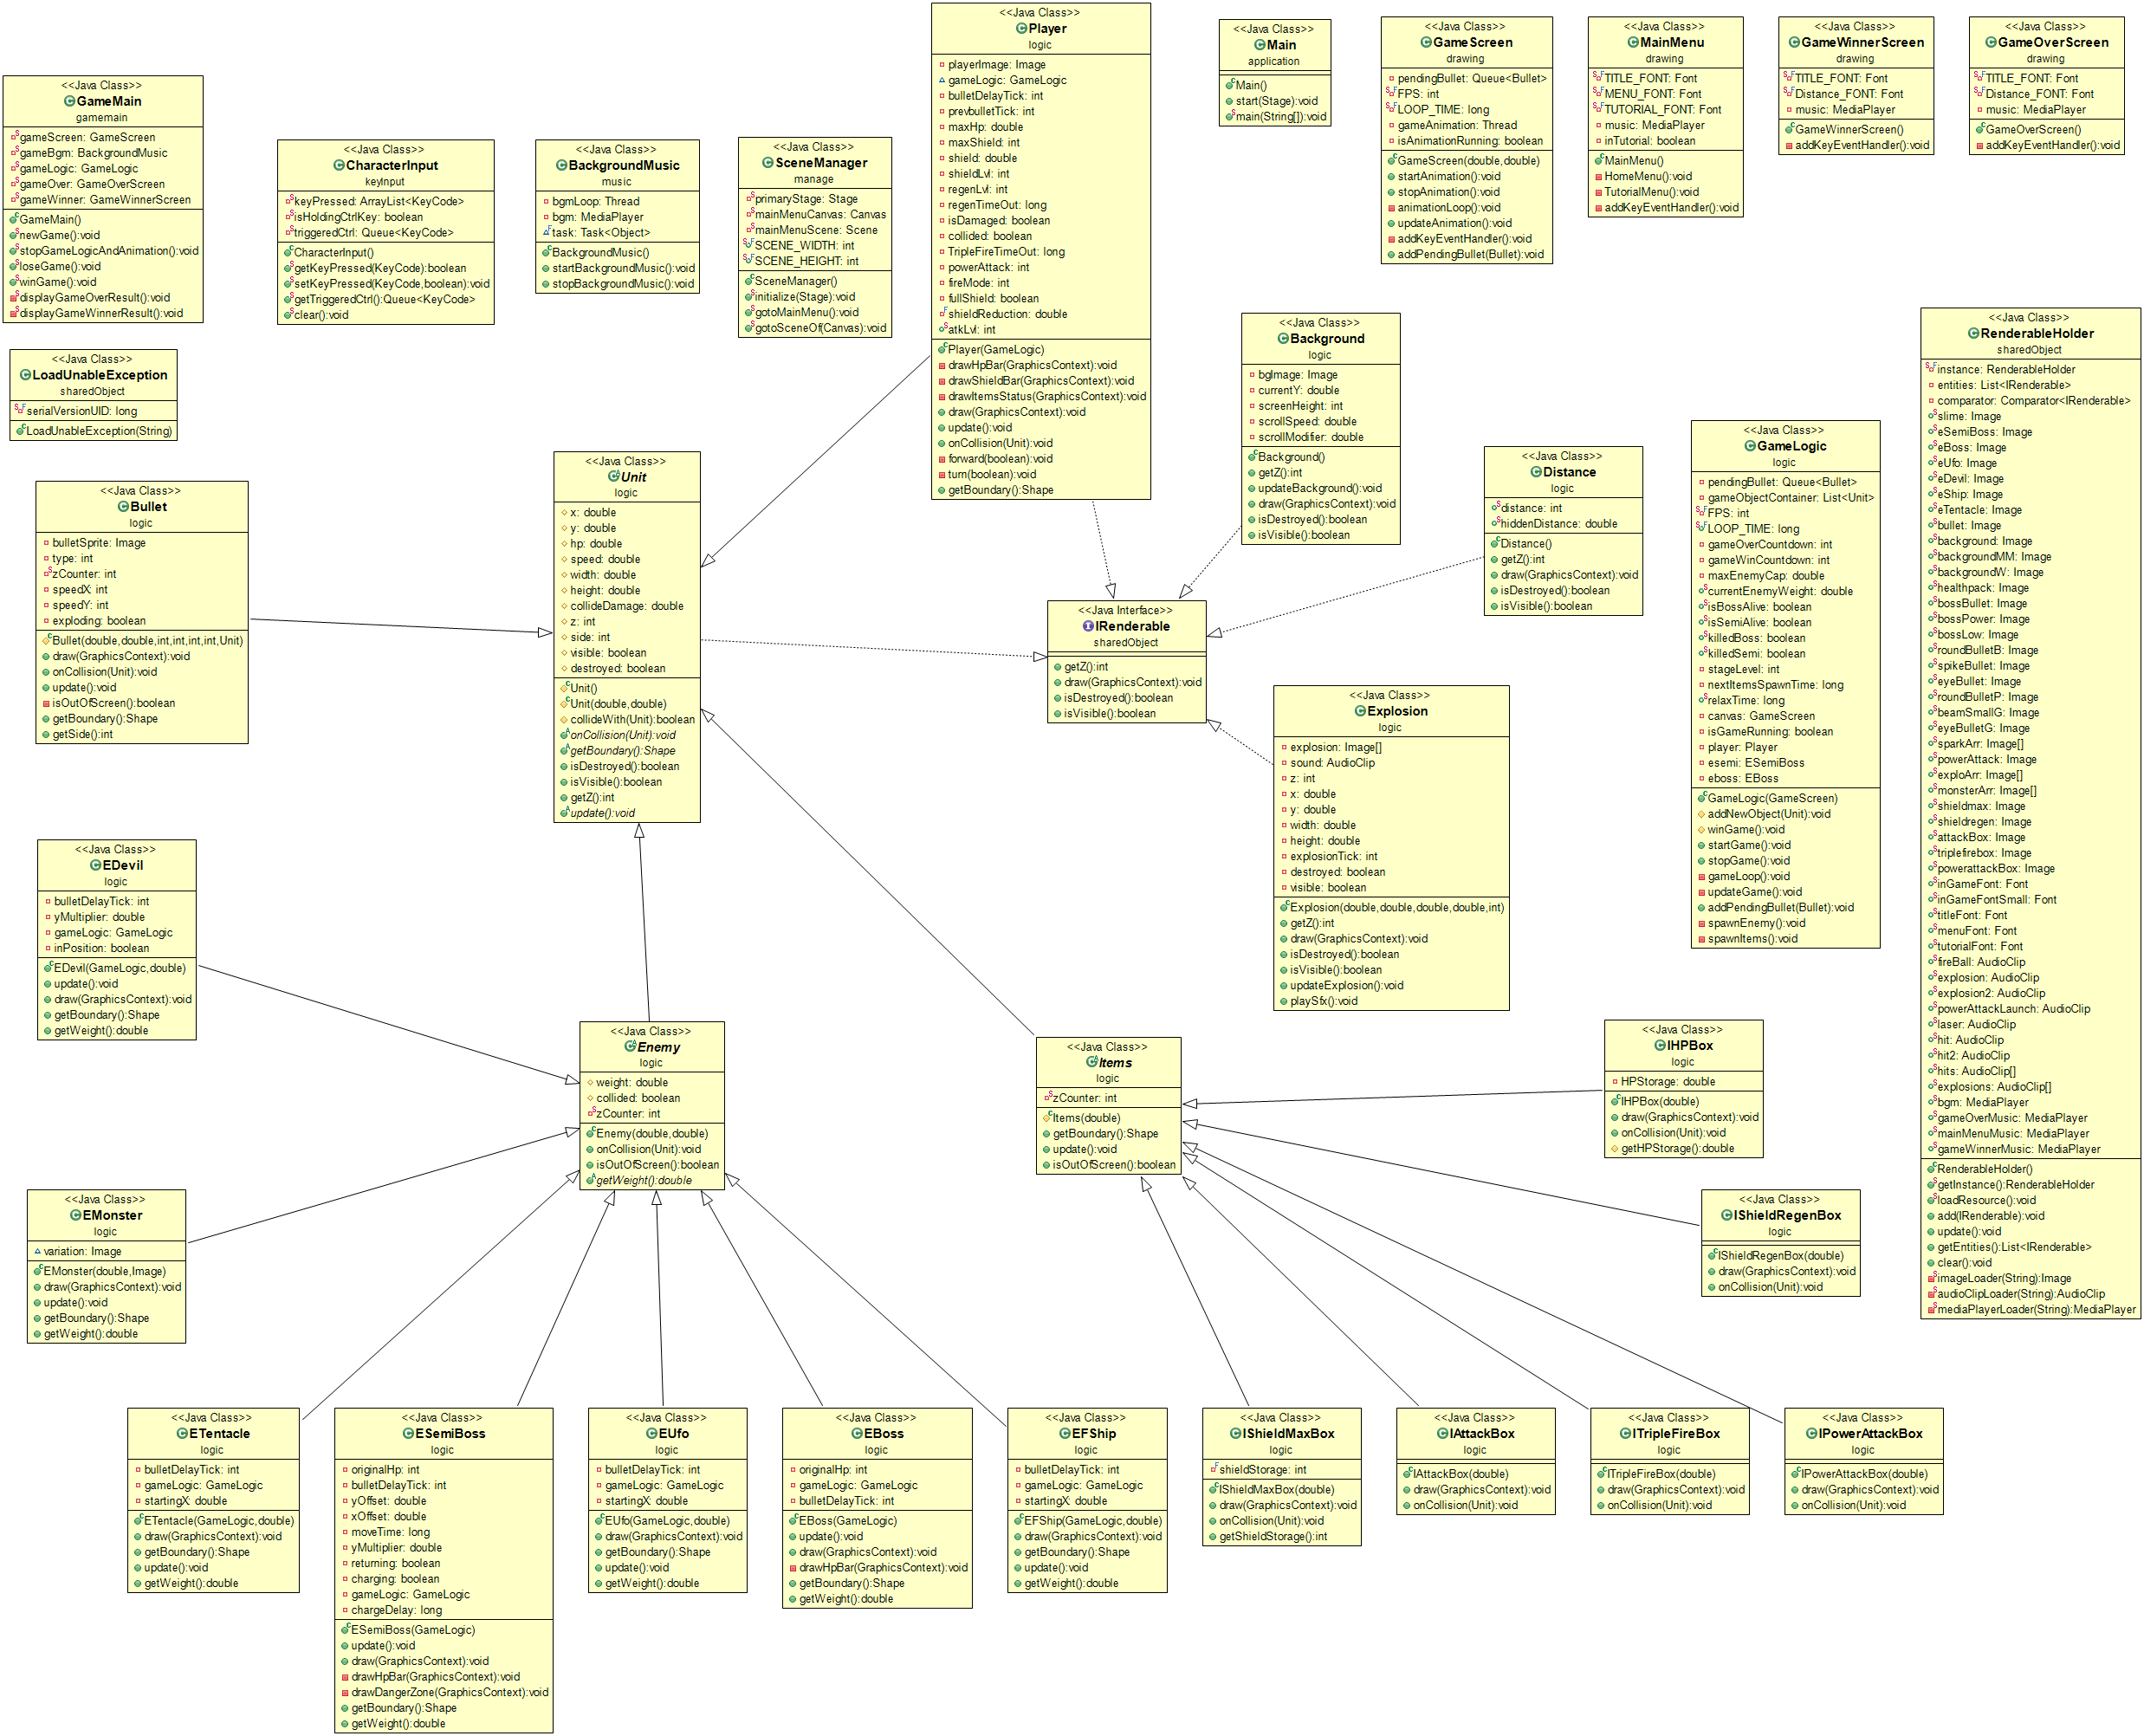 <<Java Class>>
GameMain
gamemain
gameScreen: GameScreen
gameBgm: BackgroundMusic
gameLogic: GameLogic
gameOver: GameOverScreen
gameWinner: GameWinnerScreen
GameMain()
newGame():void
stopGameLogicAndAnimation():void
loseGame():void
winGame():void
displayGameOverResult():void
displayGameWinnerResult():void
<<Java Class>>
CharacterInput
keyInput
keyPressed: ArrayList<KeyCode>
isHoldingCtrlKey: boolean
triggeredCtrl: Queue<KeyCode>
CharacterInput()
getKeyPressed(KeyCode):boolean
setKeyPressed(KeyCode,boolean):void
getTriggeredCtrl():Queue<KeyCode>
clear():void
<<Java Class>>
BackgroundMusic
music
bgmLoop: Thread
bgm: MediaPlayer
task: Task<Object>
BackgroundMusic()
startBackgroundMusic():void
stopBackgroundMusic():void
<<Java Class>>
SceneManager
manage
primaryStage: Stage
mainMenuCanvas: Canvas
mainMenuScene: Scene
SCENE_WIDTH: int
SCENE_HEIGHT: int
SceneManager()
initialize(Stage):void
gotoMainMenu():void
gotoSceneOf(Canvas):void
<<Java Class>>
Player
logic
playerImage: Image
gameLogic: GameLogic
bulletDelayTick: int
prevbulletTick: int
maxHp: double
maxShield: int
shield: double
shieldLvl: int
regenLvl: int
regenTimeOut: long
isDamaged: boolean
collided: boolean
TripleFireTimeOut: long
powerAttack: int
fireMode: int
fullShield: boolean
shieldReduction: double
atkLvl: int
Player(GameLogic)
drawHpBar(GraphicsContext):void
drawShieldBar(GraphicsContext):void
drawItemsStatus(GraphicsContext):void
draw(GraphicsContext):void
update():void
onCollision(Unit):void
forward(boolean):void
turn(boolean):void
getBoundary():Shape
<<Java Class>>
Main
application
Main()
start(Stage):void
main(String[]):void
<<Java Class>>
GameScreen
drawing
pendingBullet: Queue<Bullet>
FPS: int
LOOP_TIME: long
gameAnimation: Thread
isAnimationRunning: boolean
GameScreen(double,double)
startAnimation():void
stopAnimation():void
animationLoop():void
updateAnimation():void
addKeyEventHandler():void
addPendingBullet(Bullet):void
<<Java Class>>
MainMenu
drawing
TITLE_FONT: Font
MENU_FONT: Font
TUTORIAL_FONT: Font
music: MediaPlayer
inTutorial: boolean
MainMenu()
HomeMenu():void
TutorialMenu():void
addKeyEventHandler():void
<<Java Class>>
GameWinnerScreen
drawing
TITLE_FONT: Font
Distance_FONT: Font
music: MediaPlayer
GameWinnerScreen()
addKeyEventHandler():void
<<Java Class>>
GameOverScreen
drawing
TITLE_FONT: Font
Distance_FONT: Font
music: MediaPlayer
GameOverScreen()
addKeyEventHandler():void
<<Java Class>>
LoadUnableException
sharedObject
serialVersionUID: long
LoadUnableException(String)
<<Java Class>>
Background
logic
bgImage: Image
currentY: double
screenHeight: int
scrollSpeed: double
scrollModifier: double
Background()
getZ():int
updateBackground():void
draw(GraphicsContext):void
isDestroyed():boolean
isVisible():boolean
<<Java Class>>
Distance
logic
distance: int
hiddenDistance: double
Distance()
getZ():int
draw(GraphicsContext):void
isDestroyed():boolean
isVisible():boolean
<<Java Class>>
GameLogic
logic
pendingBullet: Queue<Bullet>
gameObjectContainer: List<Unit>
FPS: int
LOOP_TIME: long
gameOverCountdown: int
gameWinCountdown: int
maxEnemyCap: double
currentEnemyWeight: double
isBossAlive: boolean
isSemiAlive: boolean
killedBoss: boolean
killedSemi: boolean
stageLevel: int
nextItemsSpawnTime: long
relaxTime: long
canvas: GameScreen
isGameRunning: boolean
player: Player
esemi: ESemiBoss
eboss: EBoss
GameLogic(GameScreen)
addNewObject(Unit):void
winGame():void
startGame():void
stopGame():void
gameLoop():void
updateGame():void
addPendingBullet(Bullet):void
spawnEnemy():void
spawnItems():void
<<Java Class>>
RenderableHolder
sharedObject
instance: RenderableHolder
entities: List<IRenderable>
comparator: Comparator<IRenderable>
slime: Image
eSemiBoss: Image
eBoss: Image
eUfo: Image
eDevil: Image
eShip: Image
eTentacle: Image
bullet: Image
background: Image
backgroundMM: Image
backgroundW: Image
healthpack: Image
bossBullet: Image
bossPower: Image
bossLow: Image
roundBulletB: Image
spikeBullet: Image
eyeBullet: Image
roundBulletP: Image
beamSmallG: Image
eyeBulletG: Image
sparkArr: Image[]
powerAttack: Image
exploArr: Image[]
monsterArr: Image[]
shieldmax: Image
shieldregen: Image
attackBox: Image
triplefirebox: Image
powerattackBox: Image
inGameFont: Font
inGameFontSmall: Font
titleFont: Font
menuFont: Font
tutorialFont: Font
fireBall: AudioClip
explosion: AudioClip
explosion2: AudioClip
powerAttackLaunch: AudioClip
laser: AudioClip
hit: AudioClip
hit2: AudioClip
hits: AudioClip[]
explosions: AudioClip[]
bgm: MediaPlayer
gameOverMusic: MediaPlayer
mainMenuMusic: MediaPlayer
gameWinnerMusic: MediaPlayer
RenderableHolder()
getInstance():RenderableHolder
loadResource():void
add(IRenderable):void
update():void
getEntities():List<IRenderable>
clear():void
imageLoader(String):Image
audioClipLoader(String):AudioClip
mediaPlayerLoader(String):MediaPlayer
<<Java Class>>
Bullet
logic
bulletSprite: Image
type: int
zCounter: int
speedX: int
speedY: int
exploding: boolean
Bullet(double,double,int,int,int,int,Unit)
draw(GraphicsContext):void
onCollision(Unit):void
update():void
isOutOfScreen():boolean
getBoundary():Shape
getSide():int
<<Java Class>>
Unit
logic
x: double
y: double
hp: double
speed: double
width: double
height: double
collideDamage: double
z: int
side: int
visible: boolean
destroyed: boolean
Unit()
Unit(double,double)
collideWith(Unit):boolean
onCollision(Unit):void
getBoundary():Shape
isDestroyed():boolean
isVisible():boolean
getZ():int
update():void
<<Java Interface>>
IRenderable
sharedObject
getZ():int
draw(GraphicsContext):void
isDestroyed():boolean
isVisible():boolean
<<Java Class>>
Explosion
logic
explosion: Image[]
sound: AudioClip
z: int
x: double
y: double
width: double
height: double
explosionTick: int
destroyed: boolean
visible: boolean
Explosion(double,double,double,double,int)
getZ():int
draw(GraphicsContext):void
isDestroyed():boolean
isVisible():boolean
updateExplosion():void
playSfx():void
<<Java Class>>
EDevil
logic
bulletDelayTick: int
yMultiplier: double
gameLogic: GameLogic
inPosition: boolean
EDevil(GameLogic,double)
update():void
draw(GraphicsContext):void
getBoundary():Shape
getWeight():double
<<Java Class>>
Enemy
logic
weight: double
collided: boolean
zCounter: int
Enemy(double,double)
onCollision(Unit):void
isOutOfScreen():boolean
getWeight():double
<<Java Class>>
Items
logic
zCounter: int
Items(double)
getBoundary():Shape
update():void
isOutOfScreen():boolean
<<Java Class>>
IHPBox
logic
HPStorage: double
IHPBox(double)
draw(GraphicsContext):void
onCollision(Unit):void
getHPStorage():double
<<Java Class>>
EMonster
logic
variation: Image
EMonster(double,Image)
draw(GraphicsContext):void
update():void
getBoundary():Shape
getWeight():double
<<Java Class>>
IShieldRegenBox
logic
IShieldRegenBox(double)
draw(GraphicsContext):void
onCollision(Unit):void
<<Java Class>>
ETentacle
logic
bulletDelayTick: int
gameLogic: GameLogic
startingX: double
ETentacle(GameLogic,double)
draw(GraphicsContext):void
getBoundary():Shape
update():void
getWeight():double
<<Java Class>>
ESemiBoss
logic
originalHp: int
bulletDelayTick: int
yOffset: double
xOffset: double
moveTime: long
yMultiplier: double
returning: boolean
charging: boolean
gameLogic: GameLogic
chargeDelay: long
ESemiBoss(GameLogic)
update():void
draw(GraphicsContext):void
drawHpBar(GraphicsContext):void
drawDangerZone(GraphicsContext):void
getBoundary():Shape
getWeight():double
<<Java Class>>
EUfo
logic
bulletDelayTick: int
gameLogic: GameLogic
startingX: double
EUfo(GameLogic,double)
draw(GraphicsContext):void
getBoundary():Shape
update():void
getWeight():double
<<Java Class>>
EBoss
logic
originalHp: int
gameLogic: GameLogic
bulletDelayTick: int
EBoss(GameLogic)
update():void
draw(GraphicsContext):void
drawHpBar(GraphicsContext):void
getBoundary():Shape
getWeight():double
<<Java Class>>
EFShip
logic
bulletDelayTick: int
gameLogic: GameLogic
startingX: double
EFShip(GameLogic,double)
draw(GraphicsContext):void
getBoundary():Shape
update():void
getWeight():double
<<Java Class>>
IShieldMaxBox
logic
shieldStorage: int
IShieldMaxBox(double)
draw(GraphicsContext):void
onCollision(Unit):void
getShieldStorage():int
<<Java Class>>
IAttackBox
logic
IAttackBox(double)
draw(GraphicsContext):void
onCollision(Unit):void
<<Java Class>>
ITripleFireBox
logic
ITripleFireBox(double)
draw(GraphicsContext):void
onCollision(Unit):void
<<Java Class>>
IPowerAttackBox
logic
IPowerAttackBox(double)
draw(GraphicsContext):void
onCollision(Unit):void